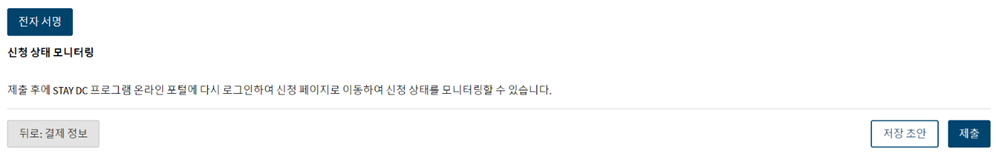 전자 서명
신청 상태 모니터링
제출 후에 STAY DC 프로그램 온라인 포털에 다시 로그인하여 신청 페이지로 이동하여 신청 상태를 모니터링할 수 있습니다.
뒤로: 결제 정보
저장 초안
제출